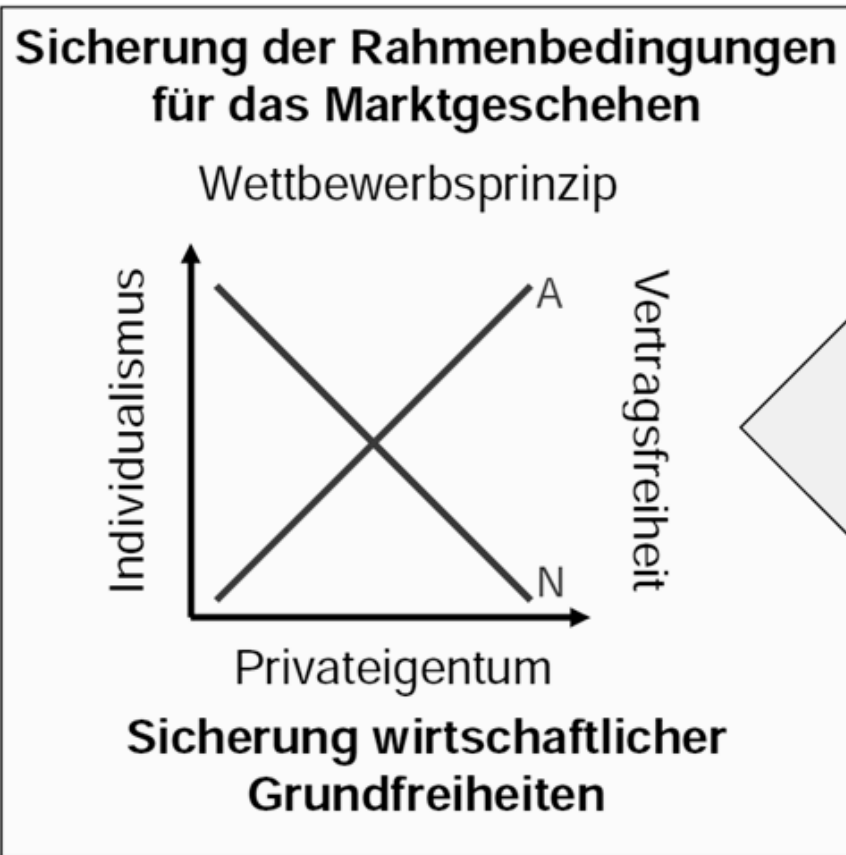 Sicherung der Rahmenbedingungen
für das Marktgeschehen
Wettbewerbsprinzip
Individualismus
A
Vertragsfreiheit
N
Privateigentum
Sicherung wirtschaftlicher
Grundfreiheiten